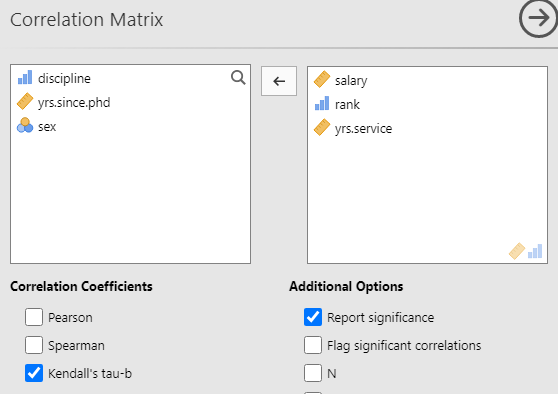 Correlation Matrix
discipline
yrs.since.phd
sex
salary
rank
yrs.service
Correlation Coefficients
Pearson
Spearman
Kendall's tau-b
Additional Options
Report significance
Flag significant correlations
N